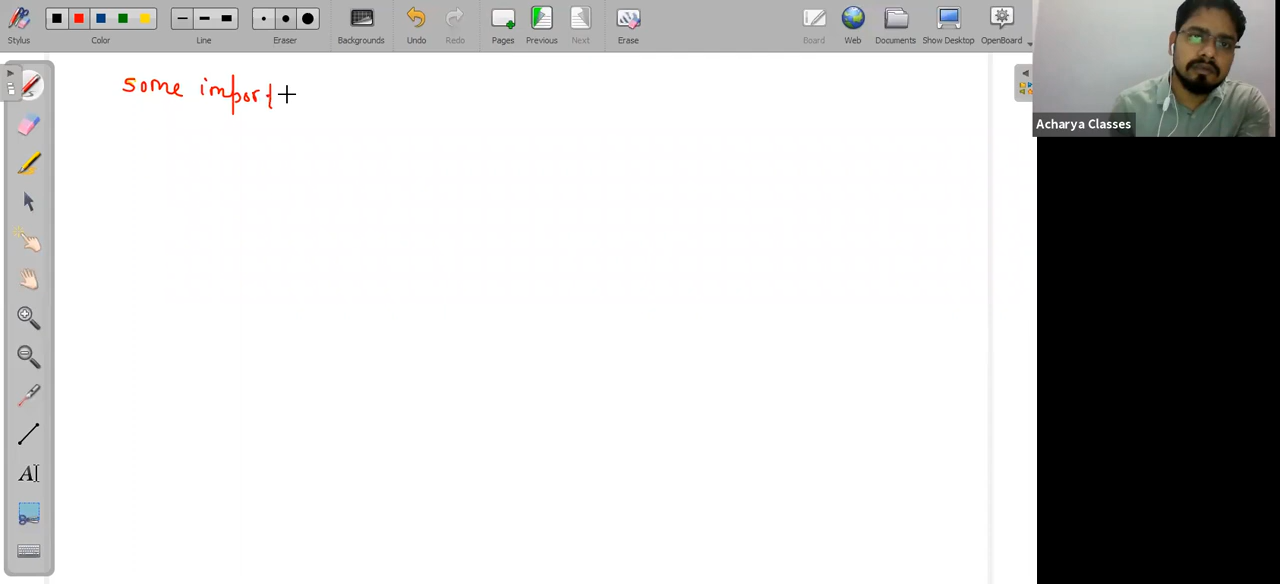 Stylus Color Line Eraser Backgrounds Undo Redo Pages Previous Next Erase Board Web Documents Show Desktop OpenBoard
some import
Acharya Classes